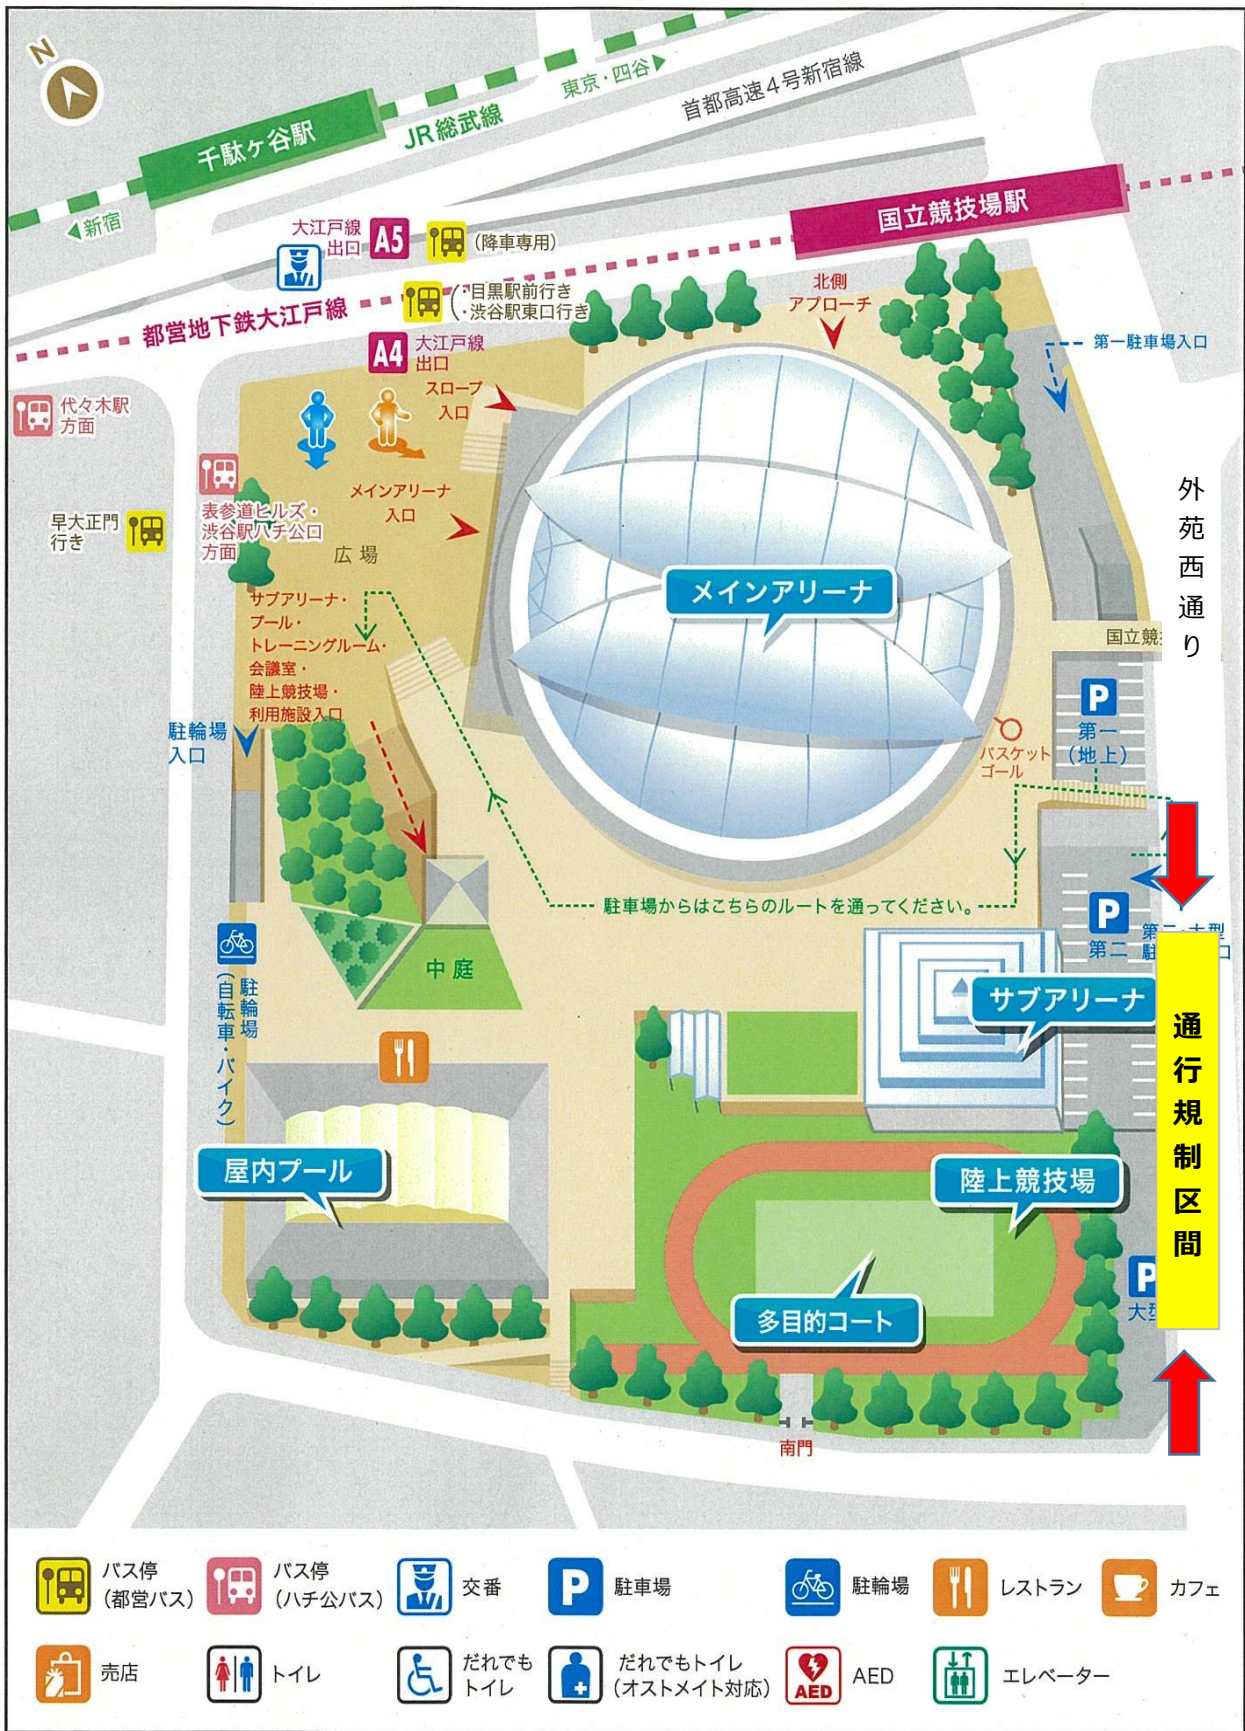 N
千駄ヶ谷駅
JR総武線
東京・四谷▶
首都高速4号新宿線
◀新宿
国立競技場駅
大江戸線
出口
A5
(降車専用)
・目黒駅前行き
・渋谷駅東口行き
都営地下鉄大江戸線
A4
大江戸線
出口
北側
アプローチ
第一駐車場入口
スロープ
入口
代々木駅
方面
表参道ヒルズ・
渋谷駅ハチ公口
方面
早大正門
行き
メインアリーナ
入口
広場
外苑西通り
メインアリーナ
サブアリーナ・
プール・
トレーニングルーム・
会議室・
陸上競技場・
利用施設入口
国立競
駐輪場
入口
P
第一
(地上)
バスケット
ゴール
駐車場からはこちらのルートを通ってください。
P
第二
中庭
駐輪場
(自転車・バイク)
サブアリーナ
通行規制区間
屋内プール
陸上競技場
多目的コート
P
大型
南門
バス停
(都営バス)
バス停
(ハチ公バス)
交番
P
駐車場
駐輪場
レストラン
カフェ
売店
トイレ
だれでも
トイレ
だれでもトイレ
(オストメイト対応)
AED
AED
エレベーター